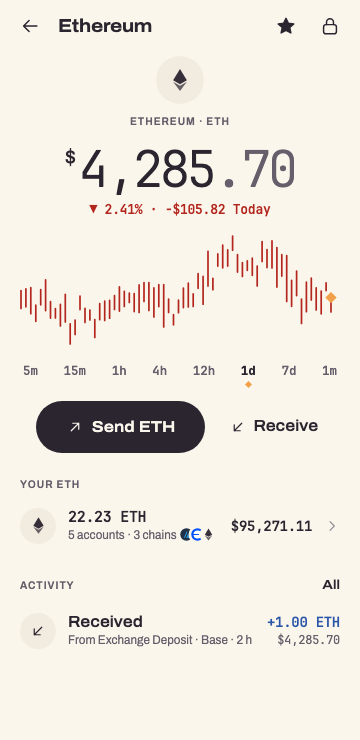 Ethereum
ETHEREUM · ETH
$4,285.70
▼ 2.41% · -$105.82 Today
5m 15m 1h 4h 12h 1d 7d 1m
Send ETH
Receive
YOUR ETH
22.23 ETH
5 accounts · 3 chains
$95,271.11
ACTIVITY
All
Received
+1.00 ETH
From Exchange Deposit · Base · 2 h
$4,285.70